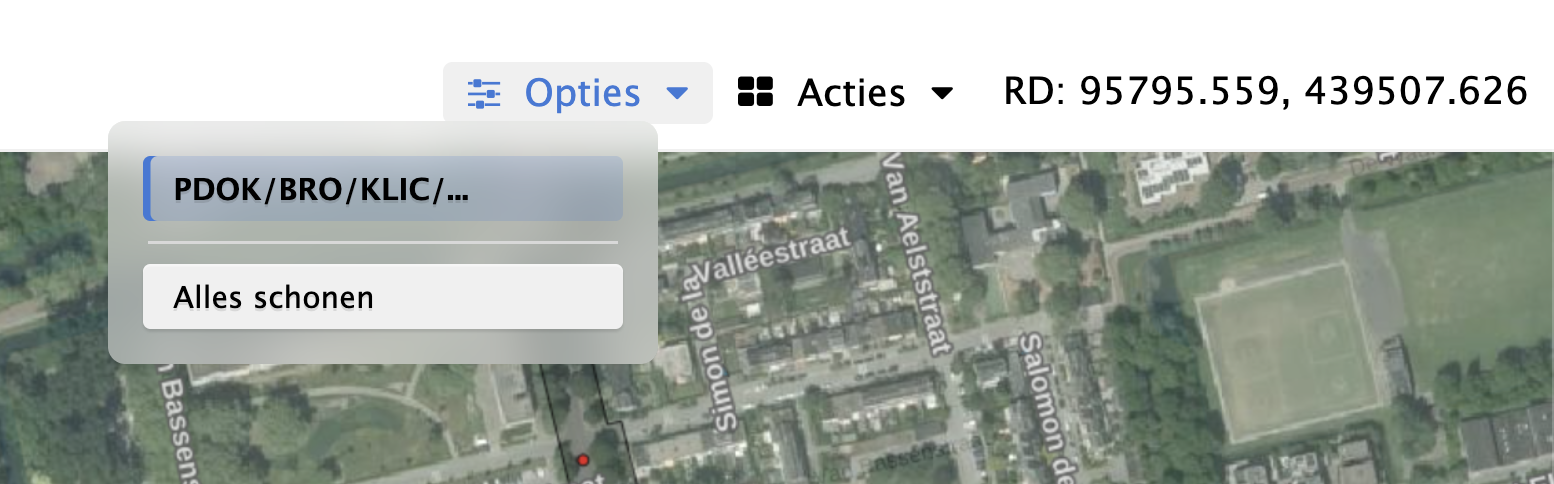 Opties
Acties
RD: 95795.559, 439507.626
PDOK/BRO/KLIC/...
Alles schonen
Valléestraat
Van Aelststraat
Simon de la
Salomon de
Bassens